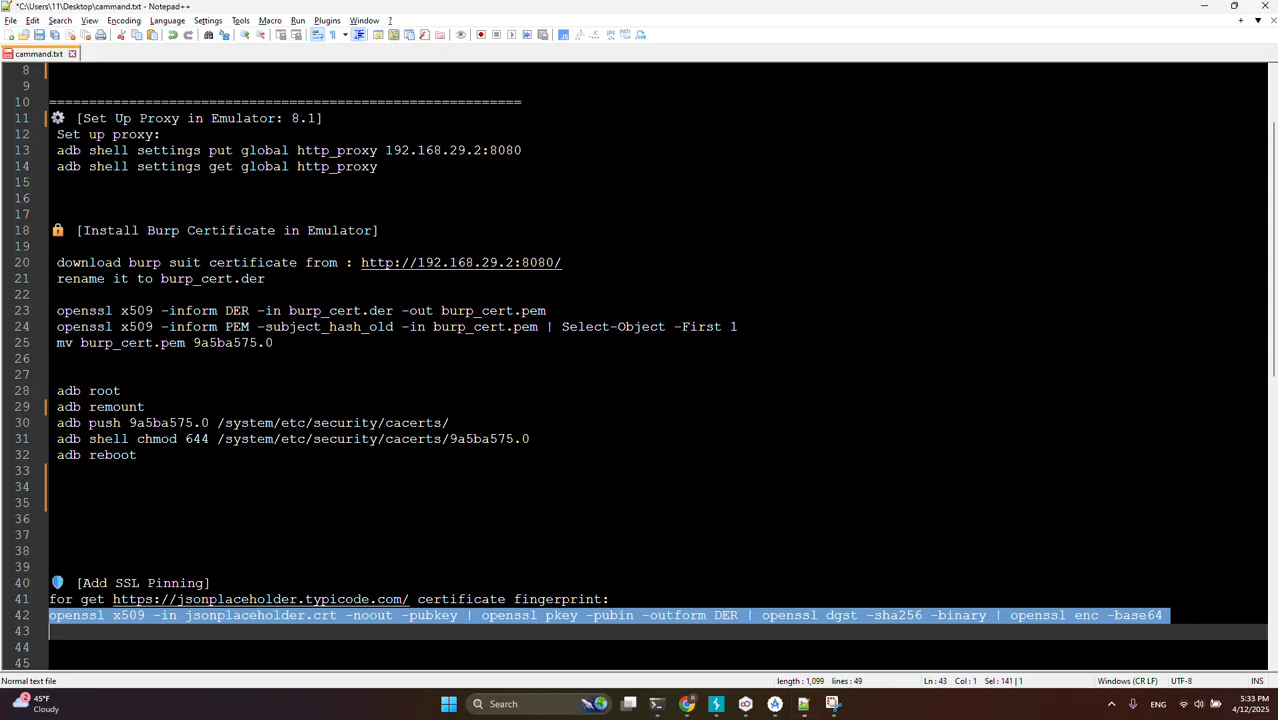 *C:\Users\11\Desktop\cammand.txt - Notepad++
File Edit Search View Encoding Language Settings Tools Macro Run Plugins Window ?
cammand.txt
8
9
10 ===========================================================
11 [Set Up Proxy in Emulator: 8.1]
12 Set up proxy:
13 adb shell settings put global http_proxy 192.168.29.2:8080
14 adb shell settings get global http_proxy
15
16
17
18 [Install Burp Certificate in Emulator]
19
20 download burp suit certificate from : http://192.168.29.2:8080/
21 rename it to burp_cert.der
22
23 openssl x509 -inform DER -in burp_cert.der -out burp_cert.pem
24 openssl x509 -inform PEM -subject_hash_old -in burp_cert.pem | Select-Object -First 1
25 mv burp_cert.pem 9a5ba575.0
26
27
28 adb root
29 adb remount
30 adb push 9a5ba575.0 /system/etc/security/cacerts/
31 adb shell chmod 644 /system/etc/security/cacerts/9a5ba575.0
32 adb reboot
33
34
35
36
37
38
39
40 [Add SSL Pinning]
41 for get https://jsonplaceholder.typicode.com/ certificate fingerprint:
42 openssl x509 -in jsonplaceholder.crt -noout -pubkey | openssl pkey -pubin -outform DER | openssl dgst -sha256 -binary | openssl enc -base64
43
44
45
Normal text file length : 1,099 lines : 49 Ln : 43 Col : 1 Sel : 141 | 1 Windows (CR LF) UTF-8 INS
2 45°F Cloudy Search ENG 5:33 PM
4/12/2025